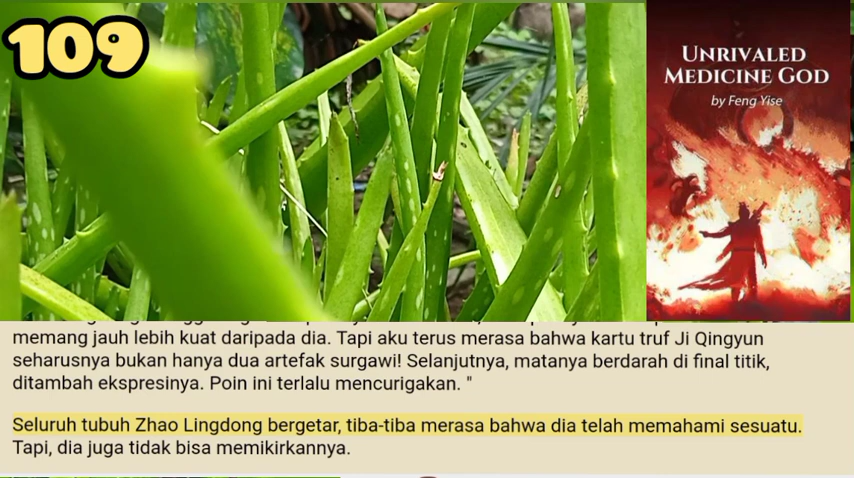 109
UNRIVALED
MEDICINE GOD
by Feng Yise
memang jauh lebih kuat daripada dia. Tapi aku terus merasa bahwa kartu truf Ji Qingyun
seharusnya bukan hanya dua artefak surgawi! Selanjutnya, matanya berdarah di final titik,
ditambah ekspresinya. Poin ini terlalu mencurigakan. "
Seluruh tubuh Zhao Lingdong bergetar, tiba-tiba merasa bahwa dia telah memahami sesuatu.
Tapi, dia juga tidak bisa memikirkannya.